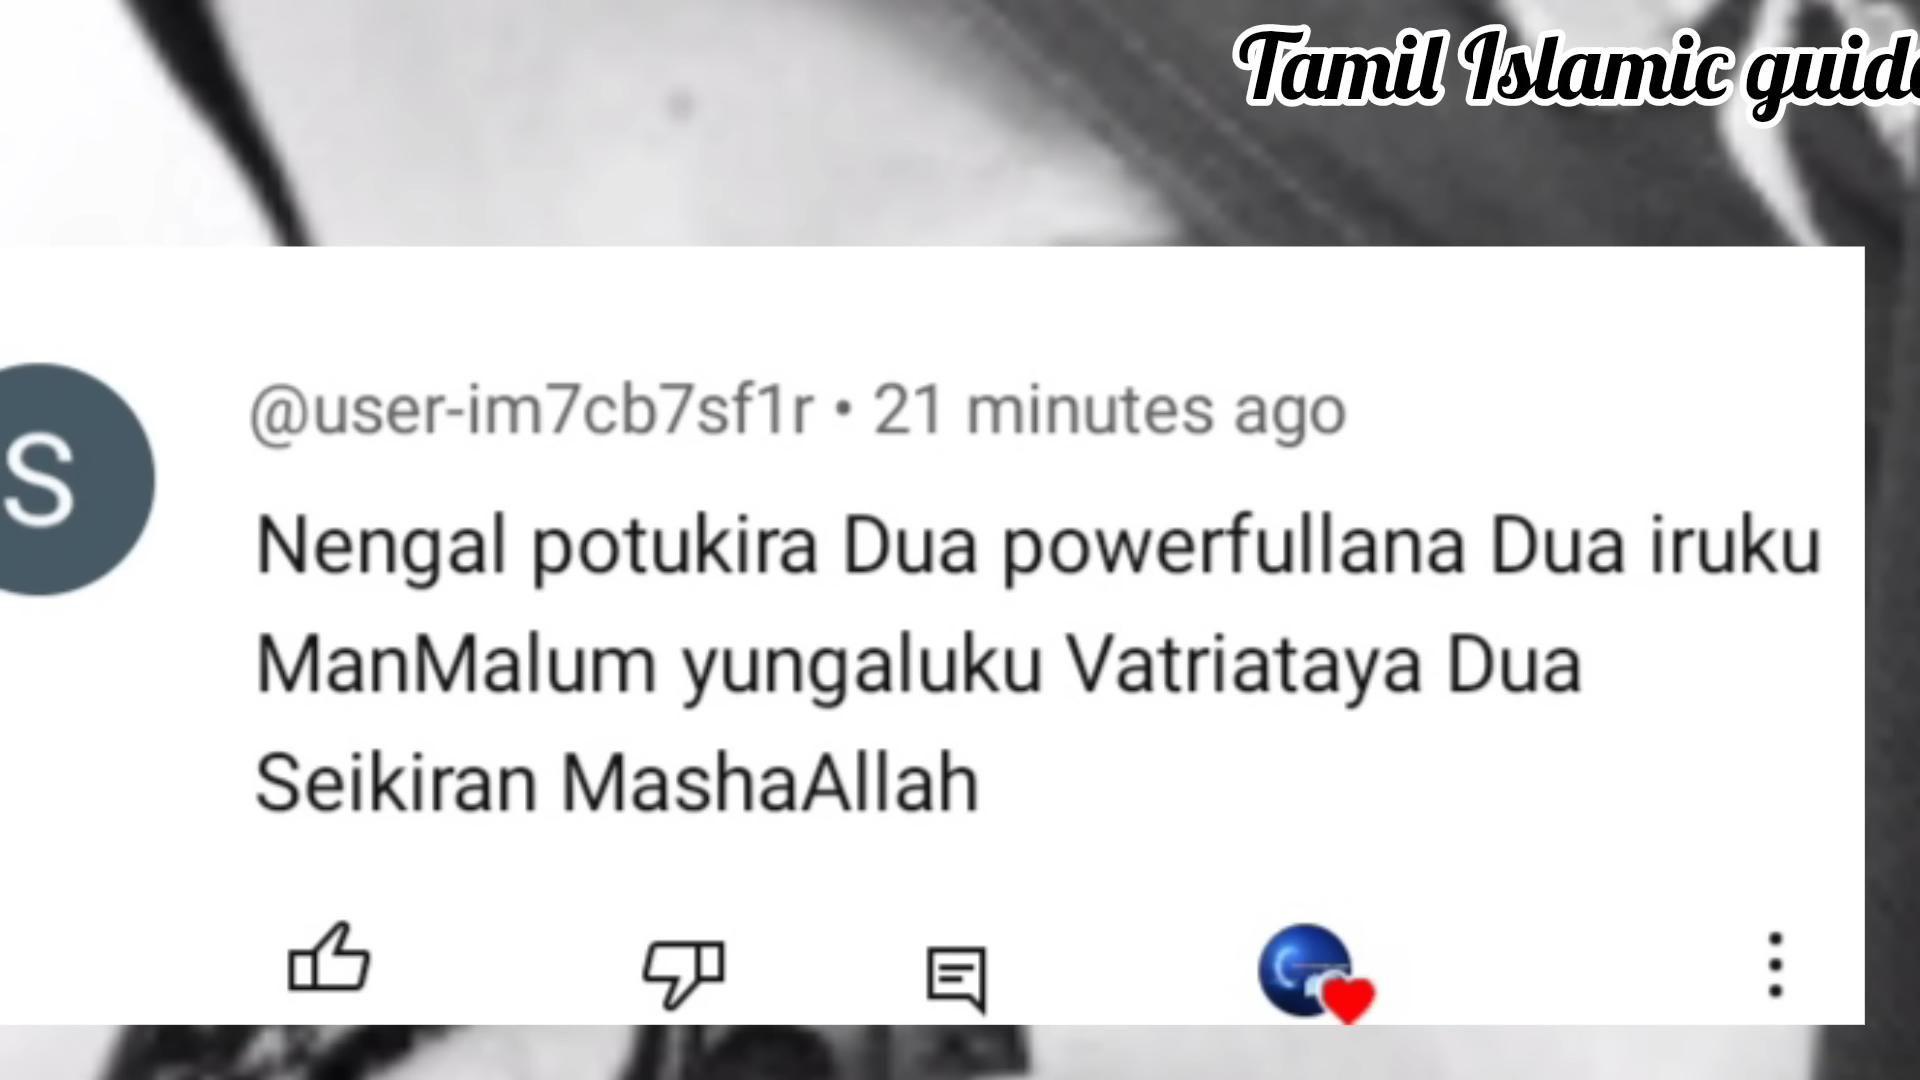 Tamil Islamic guide
S
@user-im7cb7sf1r • 21 minutes ago
Nengal potukira Dua powerfullana Dua iruku
ManMalum yungaluku Vatriataya Dua
Seikiran MashaAllah